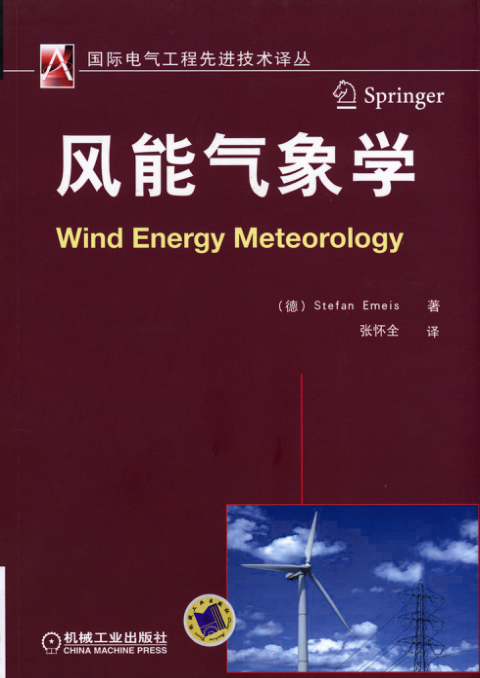 国际电气工程先进技术译丛
Springer
风能气象学
Wind Energy Meteorology
（德）Stefan Emeis 著
张怀全 译
机械工业出版社
CHINA MACHINE PRESS